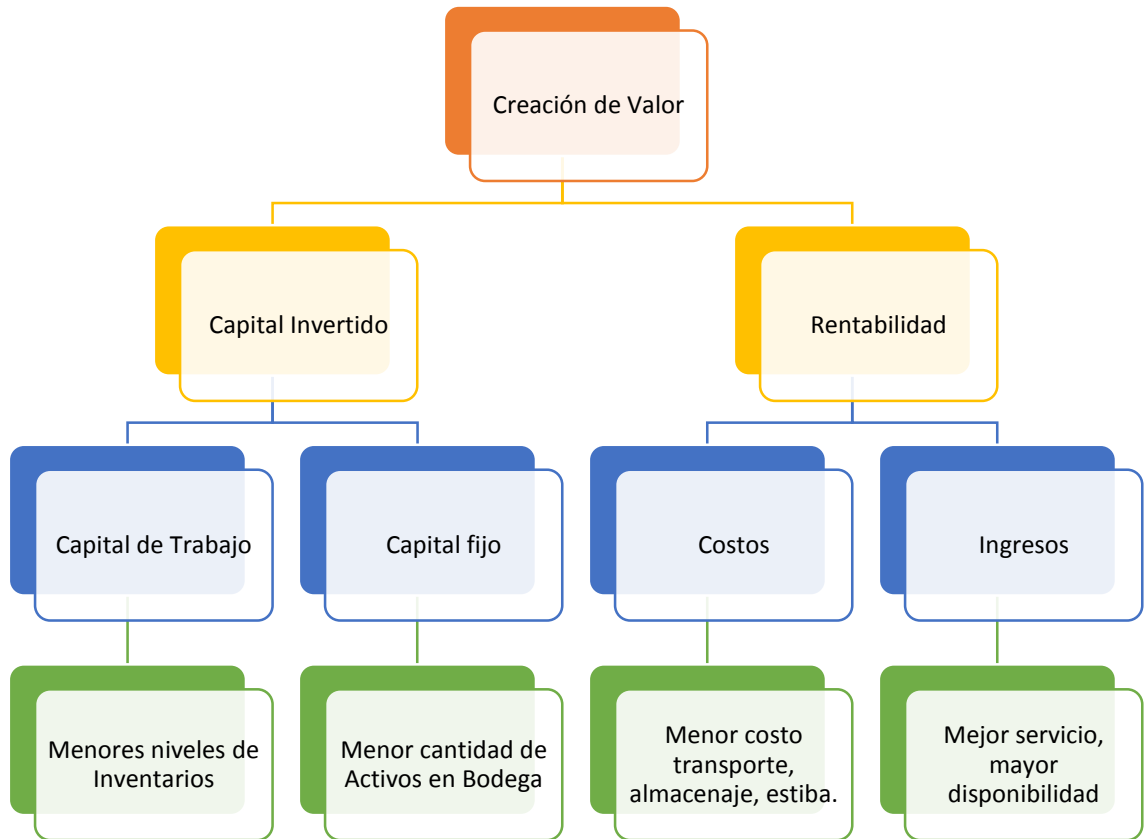 Creación de Valor
Capital Invertido
Rentabilidad
Capital de Trabajo
Capital fijo
Costos
Ingresos
Menores niveles de
Inventarios
Menor cantidad de
Activos en Bodega
Menor costo
transporte,
almacenaje, estiba.
Mejor servicio,
mayor
disponibilidad